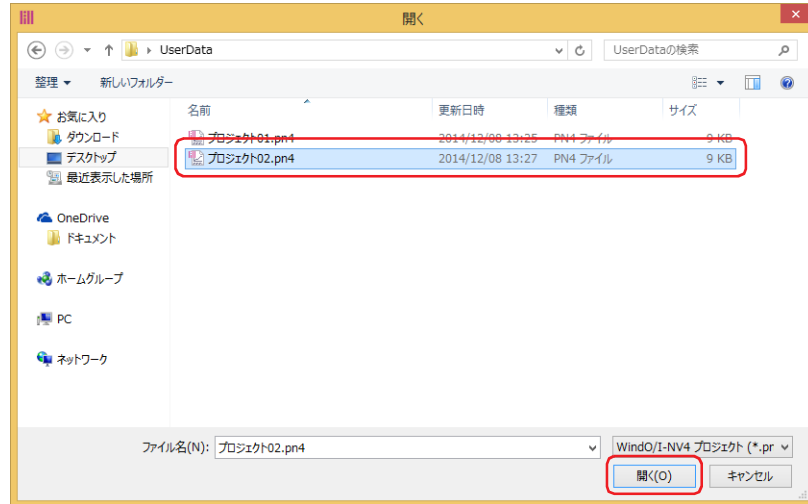 開く
UserData
UserDataの検索
整理
新しいフォルダー
名前
更新日時
種類
サイズ
お気に入り
ダウンロード
デスクトップ
最近表示した場所
OneDrive
ドキュメント
ホームグループ
PC
ネットワーク
プロジェクト01.pn4 2014/12/08 13:25 PN4 ファイル 9 KB
プロジェクト02.pn4 2014/12/08 13:27 PN4 ファイル 9 KB
ファイル名(N): プロジェクト02.pn4
WindO/I-NV4 プロジェクト (*.pr
開く(O)
キャンセル